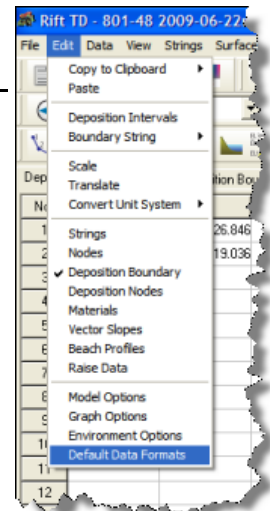 Rift TD - 801-48 2009-06-22
File Edit Data View Strings Surface
Copy to Clipboard
Paste
Deposition Intervals
Boundary String
Scale
Translate
Convert Unit System
Strings
Nodes
Deposition Boundary
Deposition Nodes
Materials
Vector Slopes
Beach Profiles
Raise Data
Model Options
Graph Options
Environment Options
Default Data Formats
Dep
ition Bou
No
1 26.846
2 19.036
3
4
5
6
7
8
9
10
11
12